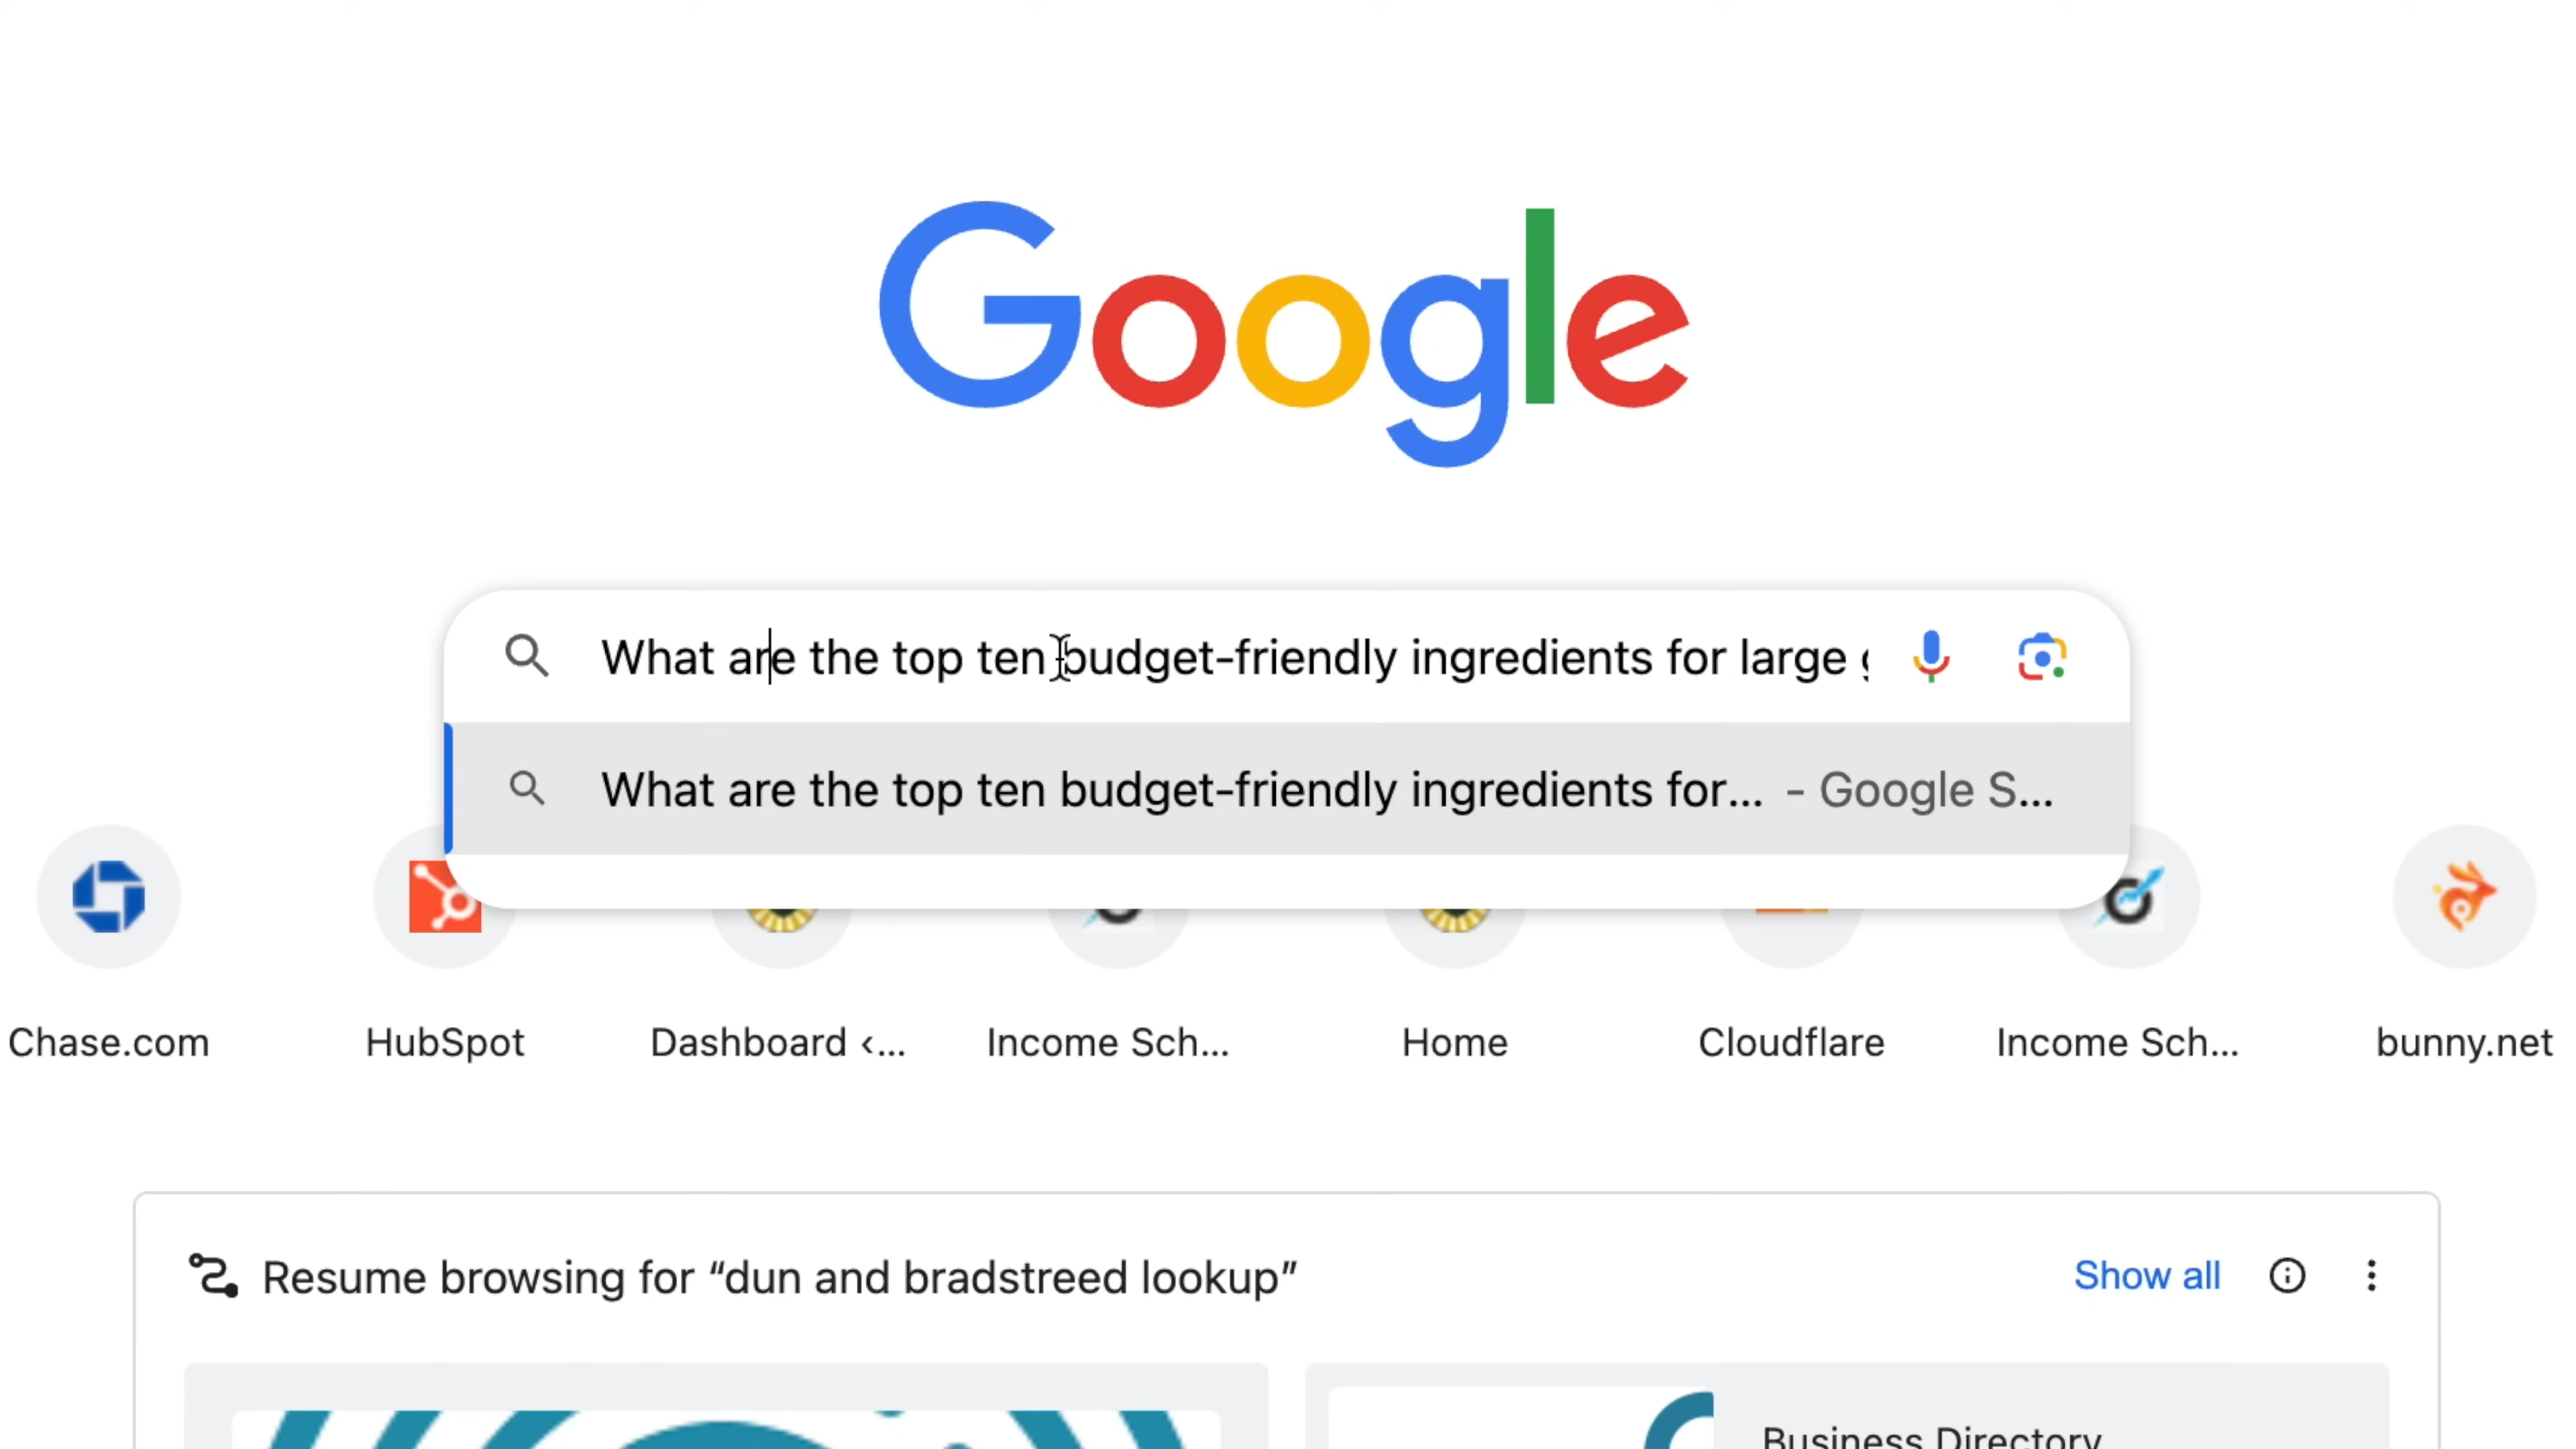 Google
What are the top ten budget-friendly ingredients for large
What are the top ten budget-friendly ingredients for... - Google S...
Chase.com
HubSpot
Dashboard ‹...
Income Sch...
Home
Cloudflare
Income Sch...
bunny.net
Resume browsing for “dun and bradstreed lookup”
Show all
Business Directory